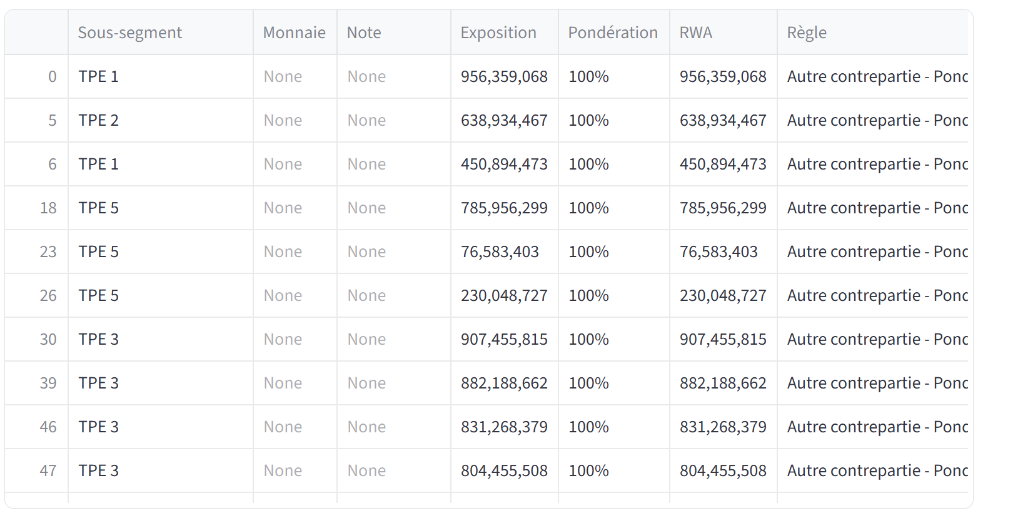 Sous-segment Monnaie Note Exposition Pondération RWA Règle
0 TPE 1 None None 956,359,068 100% 956,359,068 Autre contrepartie - Ponc
5 TPE 2 None None 638,934,467 100% 638,934,467 Autre contrepartie - Ponc
6 TPE 1 None None 450,894,473 100% 450,894,473 Autre contrepartie - Ponc
18 TPE 5 None None 785,956,299 100% 785,956,299 Autre contrepartie - Ponc
23 TPE 5 None None 76,583,403 100% 76,583,403 Autre contrepartie - Ponc
26 TPE 5 None None 230,048,727 100% 230,048,727 Autre contrepartie - Ponc
30 TPE 3 None None 907,455,815 100% 907,455,815 Autre contrepartie - Ponc
39 TPE 3 None None 882,188,662 100% 882,188,662 Autre contrepartie - Ponc
46 TPE 3 None None 831,268,379 100% 831,268,379 Autre contrepartie - Ponc
47 TPE 3 None None 804,455,508 100% 804,455,508 Autre contrepartie - Ponc